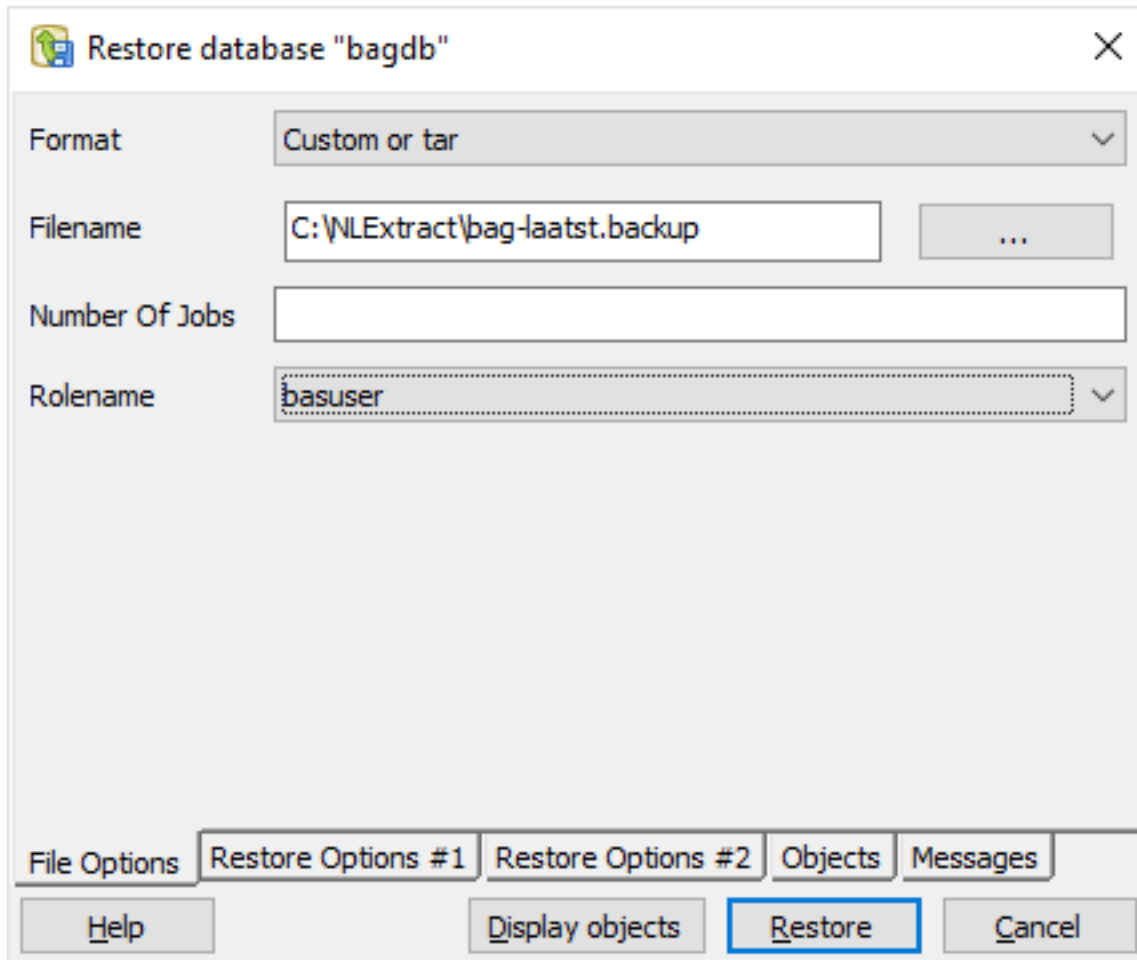 Restore database "bagdb"
Format Custom or tar
Filename C:\NLExtract\bag-laatst.backup ...
Number Of Jobs
Rolename basuser
File Options Restore Options #1 Restore Options #2 Objects Messages
Help Display objects Restore Cancel